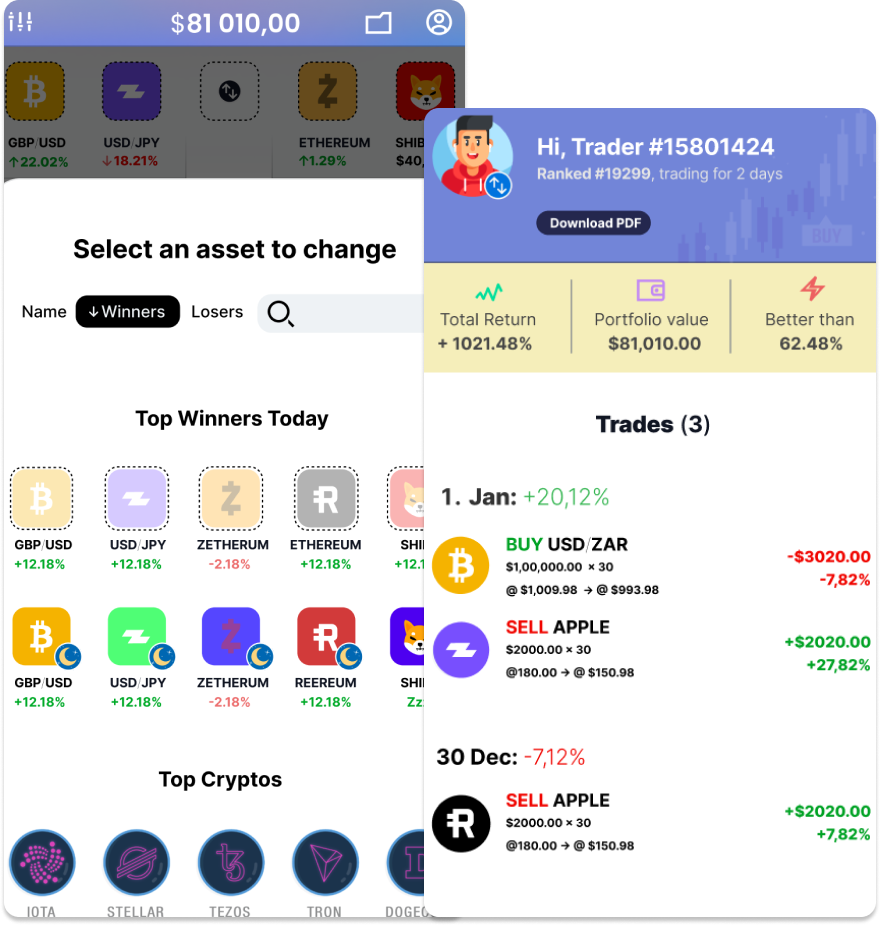 $81 010,00
GBP/USD USD/JPY ETHEREUM SHIB
↑22.02% ↓18.21% ↑1.29% $40,
Select an asset to change
Name ↓Winners Losers
Top Winners Today
GBP/USD USD/JPY ZETHERUM ETHEREUM SHI
+12.18% +12.18% -2.18% +12.18% +12.1
GBP/USD USD/JPY ZETHERUM REEREUM SHI
+12.18% +12.18% -2.18% +12.18% Zz
Top Cryptos
IOTA STELLAR TEZOS TRON DOGEC
Hi, Trader #15801424
Ranked #19299, trading for 2 days
Download PDF
BUY
Total Return Portfolio value Better than
+ 1021.48% $81,010.00 62.48%
Trades (3)
1. Jan: +20,12%
BUY USD/ZAR
$1,00,000.00 × 30
@ $1,009.98 → @ $993.98
-$3020.00
-7,82%
SELL APPLE
$2000.00 × 30
@180.00 → @ $150.98
+$2020.00
+27,82%
30 Dec: -7,12%
SELL APPLE
$2000.00 × 30
@180.00 → @ $150.98
+$2020.00
+7,82%